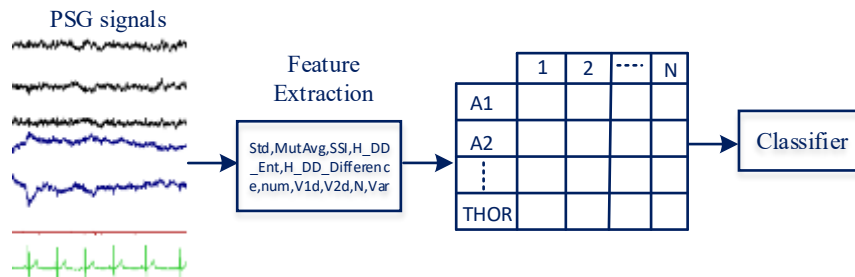 PSG signals
Feature
Extraction
Std,MutAvg,SSI,H_DD
_Ent,H_DD_Differenc
e,num,V1d,V2d,N,Var
1 2 ---- N
A1
A2
THOR
Classifier